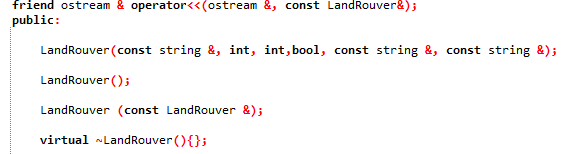 friend ostream & operator<<(ostream &, const LandRouver&);
public:
LandRouver(const string &, int, int,bool, const string &, const string &);
LandRouver();
LandRouver (const LandRouver &);
virtual ~LandRouver(){};